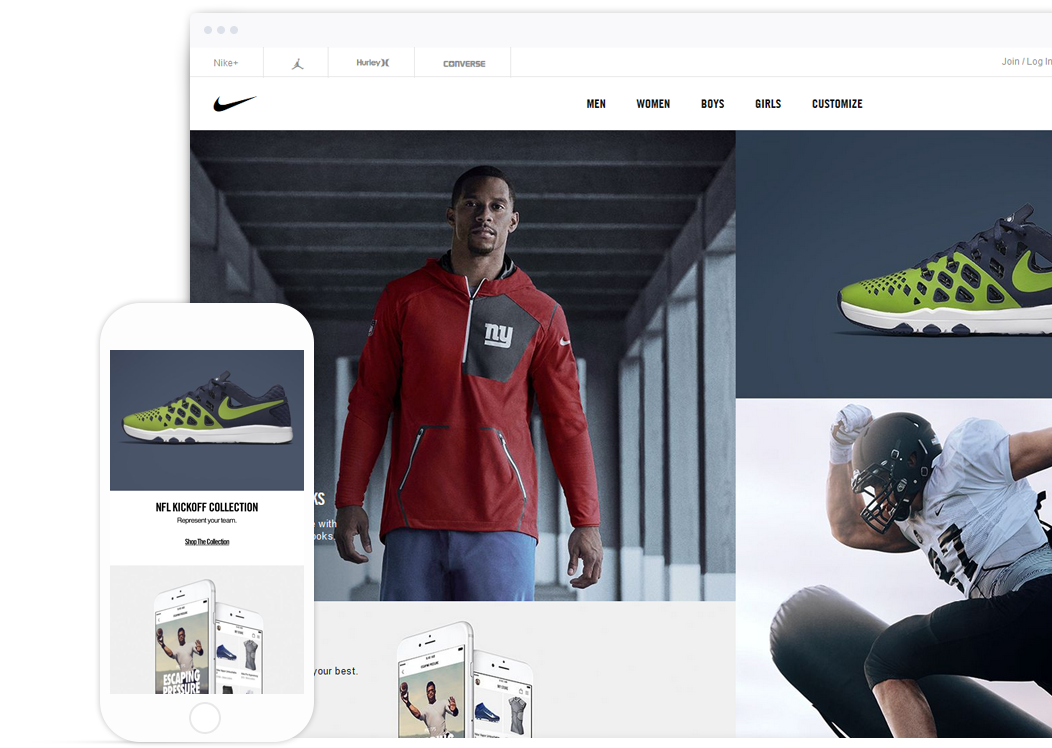 Nike+
Hurley
CONVERSE
Join / Log In
MEN
WOMEN
BOYS
GIRLS
CUSTOMIZE
ny
KS
e with
ooks.
NFL KICKOFF COLLECTION
Represent your team.
Shop The Collection
ESCAPING
PRESSURE
your best.